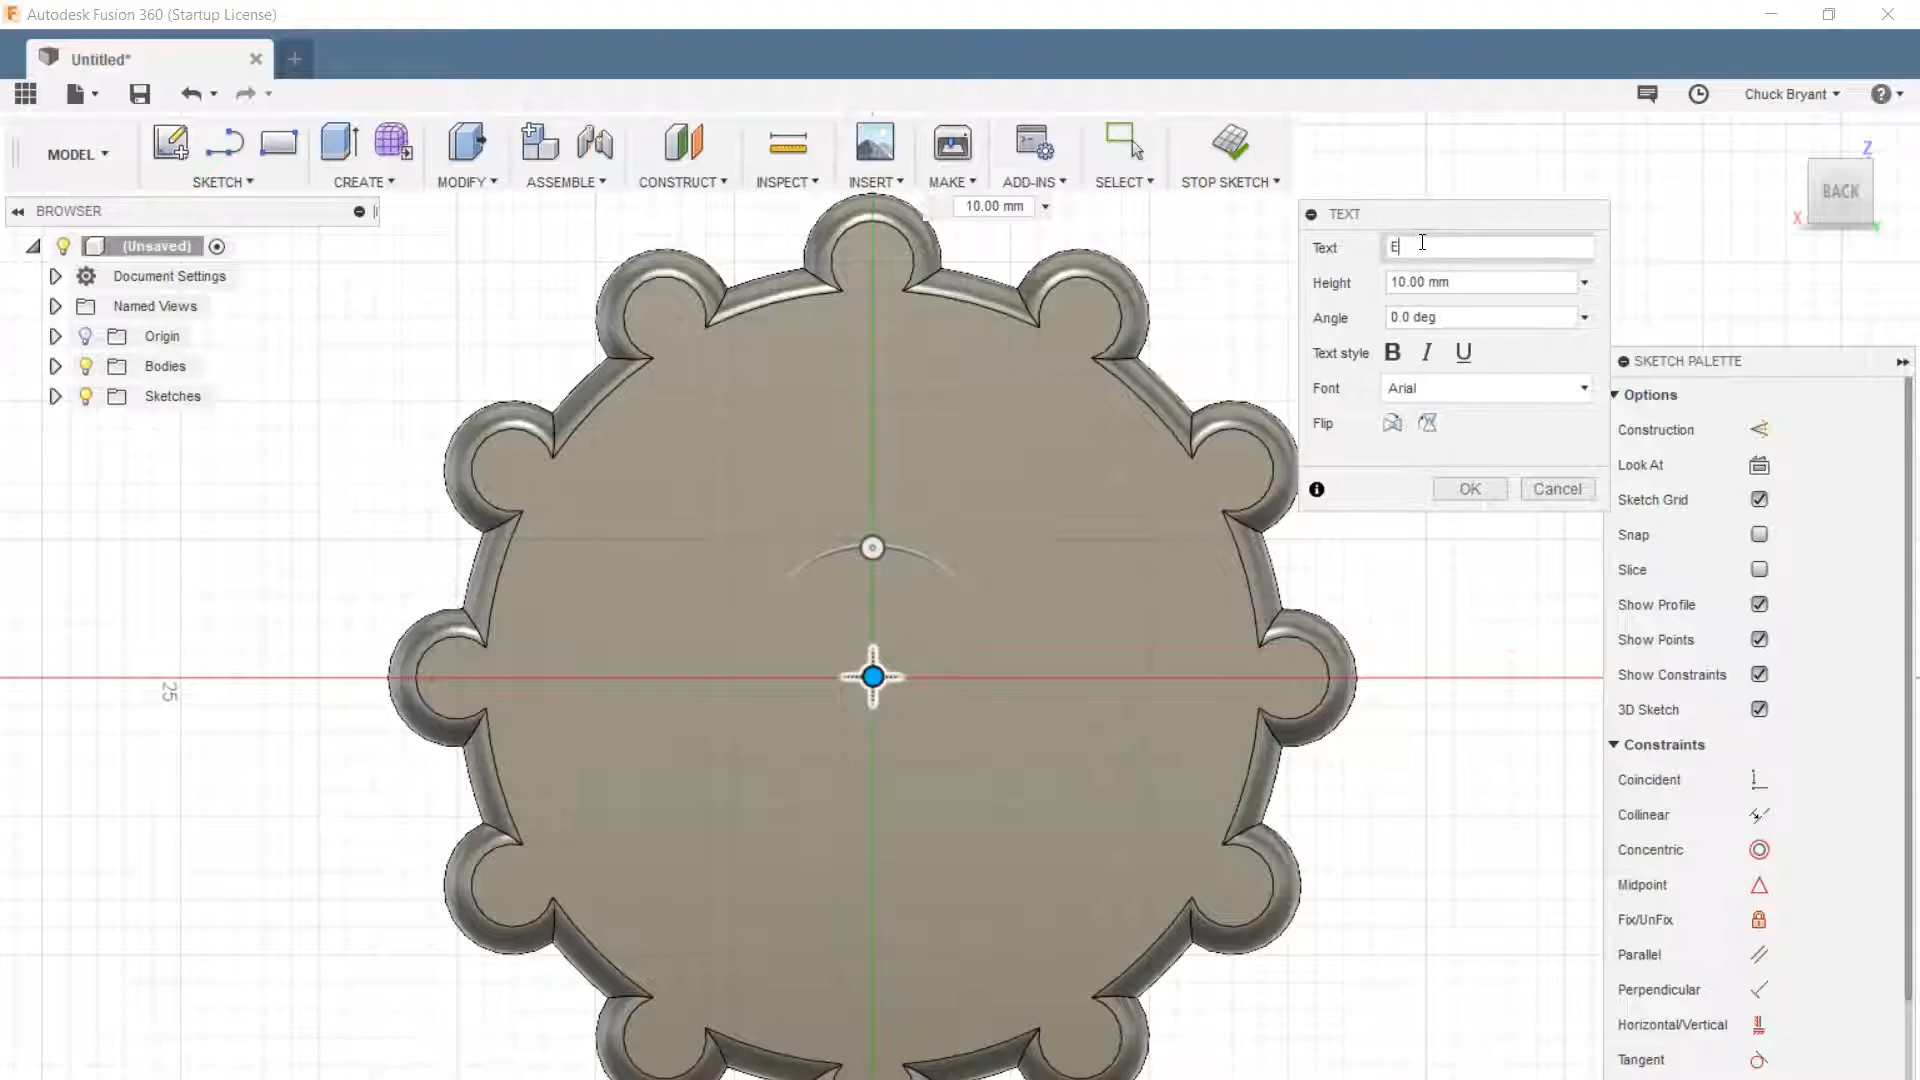 Autodesk Fusion 360 (Startup License)
Untitled*
Chuck Bryant
MODEL
SKETCH
CREATE
MODIFY
ASSEMBLE
CONSTRUCT
INSPECT
INSERT
MAKE
ADD-INS
SELECT
STOP SKETCH
BROWSER
(Unsaved)
Document Settings
Named Views
Origin
Bodies
Sketches
10.00 mm
25
TEXT
Text E
Height 10.00 mm
Angle 0.0 deg
Text style B I U
Font Arial
Flip
OK Cancel
Z
BACK
X
Y
SKETCH PALETTE
Options
Construction
Look At
Sketch Grid
Snap
Slice
Show Profile
Show Points
Show Constraints
3D Sketch
Constraints
Coincident
Collinear
Concentric
Midpoint
Fix/UnFix
Parallel
Perpendicular
Horizontal/Vertical
Tangent